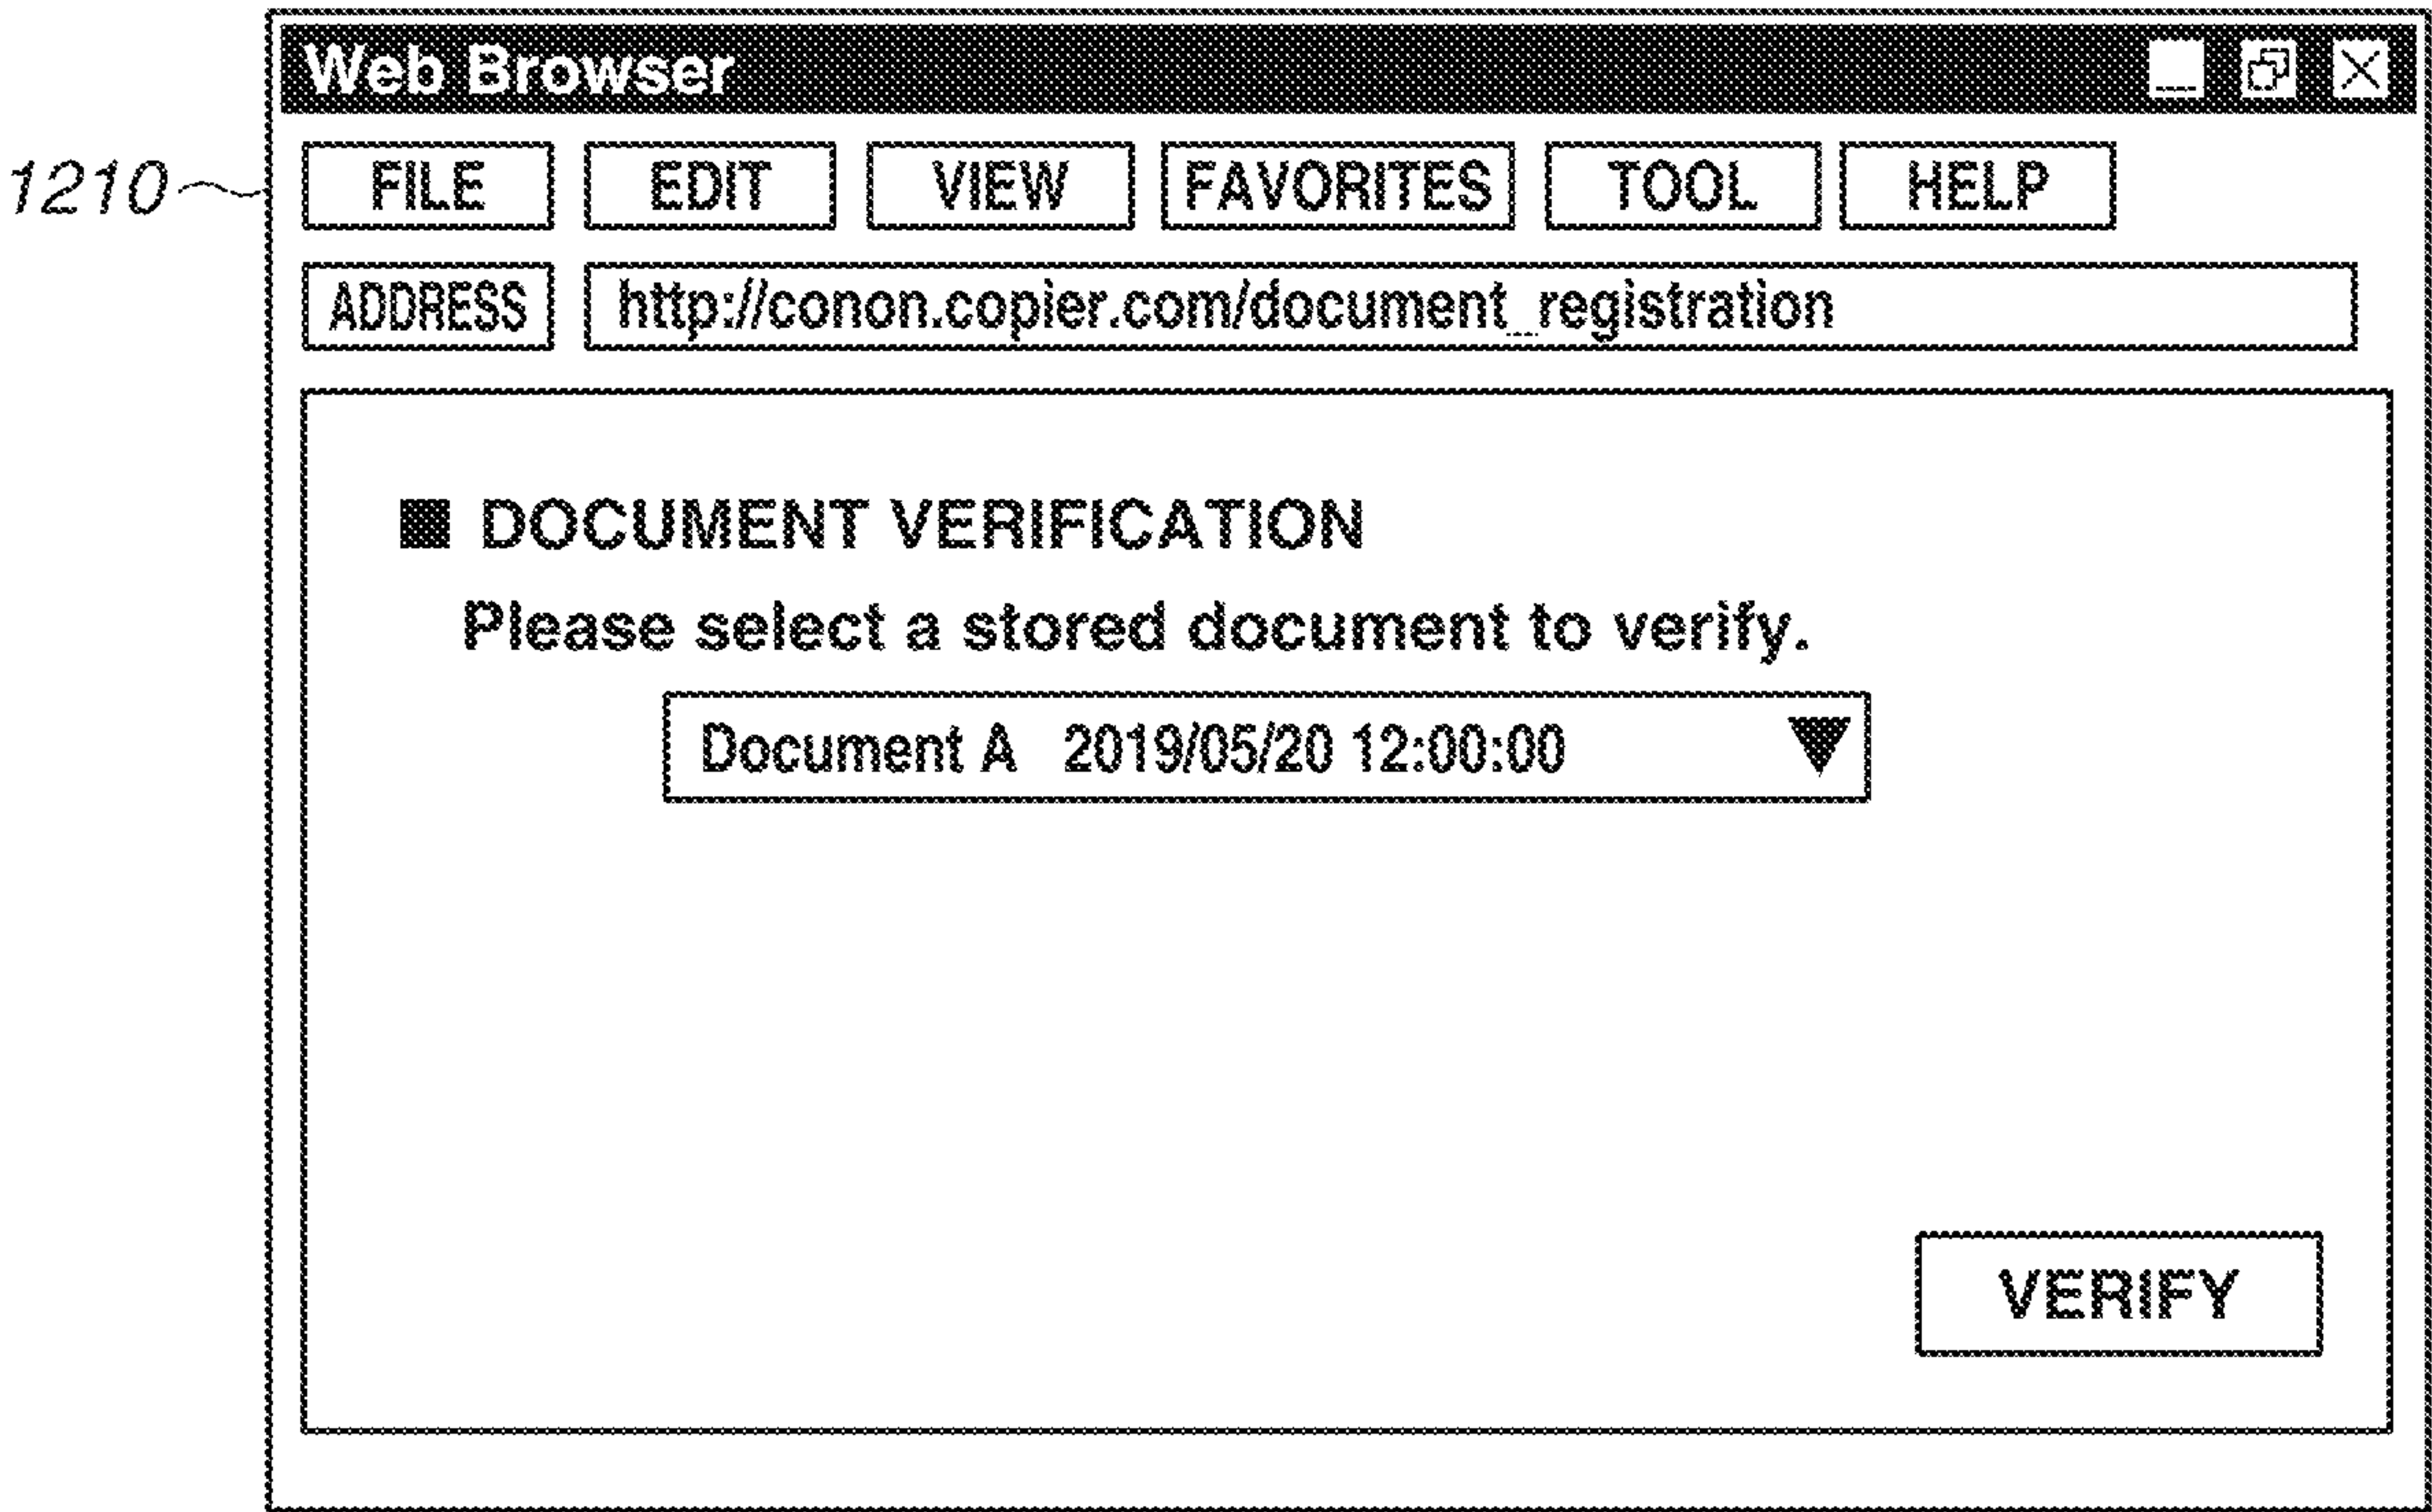 Web Browser
1210
FILE EDIT VIEW FAVORITES TOOL HELP
ADDRESS http://conon.copier.com/document_registration
■ DOCUMENT VERIFICATION
Please select a stored document to verify.
Document A 2019/05/20 12:00:00 ▼
VERIFY